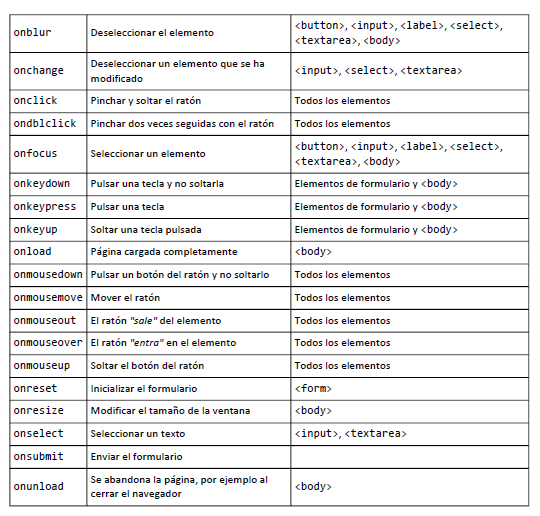 onblur Deseleccionar el elemento <button>, <input>, <label>, <select>,
<textarea>, <body>
onchange Deseleccionar un elemento que se ha
modificado <input>, <select>, <textarea>
onclick Pinchar y soltar el ratón Todos los elementos
ondblclick Pinchar dos veces seguidas con el ratón Todos los elementos
onfocus Seleccionar un elemento <button>, <input>, <label>, <select>,
<textarea>, <body>
onkeydown Pulsar una tecla y no soltarla Elementos de formulario y <body>
onkeypress Pulsar una tecla Elementos de formulario y <body>
onkeyup Soltar una tecla pulsada Elementos de formulario y <body>
onload Página cargada completamente <body>
onmousedown Pulsar un botón del ratón y no soltarlo Todos los elementos
onmousemove Mover el ratón Todos los elementos
onmouseout El ratón "sale" del elemento Todos los elementos
onmouseover El ratón "entra" en el elemento Todos los elementos
onmouseup Soltar el botón del ratón Todos los elementos
onreset Inicializar el formulario <form>
onresize Modificar el tamaño de la ventana <body>
onselect Seleccionar un texto <input>, <textarea>
onsubmit Enviar el formulario
onunload Se abandona la página, por ejemplo al
cerrar el navegador <body>